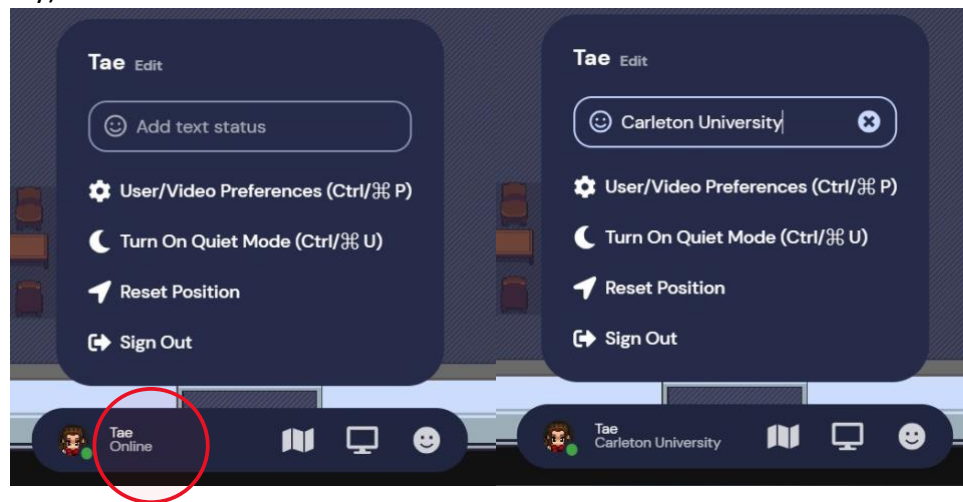 Tae Edit
Add text status
User/Video Preferences (Ctrl/⌘ P)
Turn On Quiet Mode (Ctrl/⌘ U)
Reset Position
Sign Out
Tae
Online
Tae Edit
Carleton University
User/Video Preferences (Ctrl/⌘ P)
Turn On Quiet Mode (Ctrl/⌘ U)
Reset Position
Sign Out
Tae
Carleton University